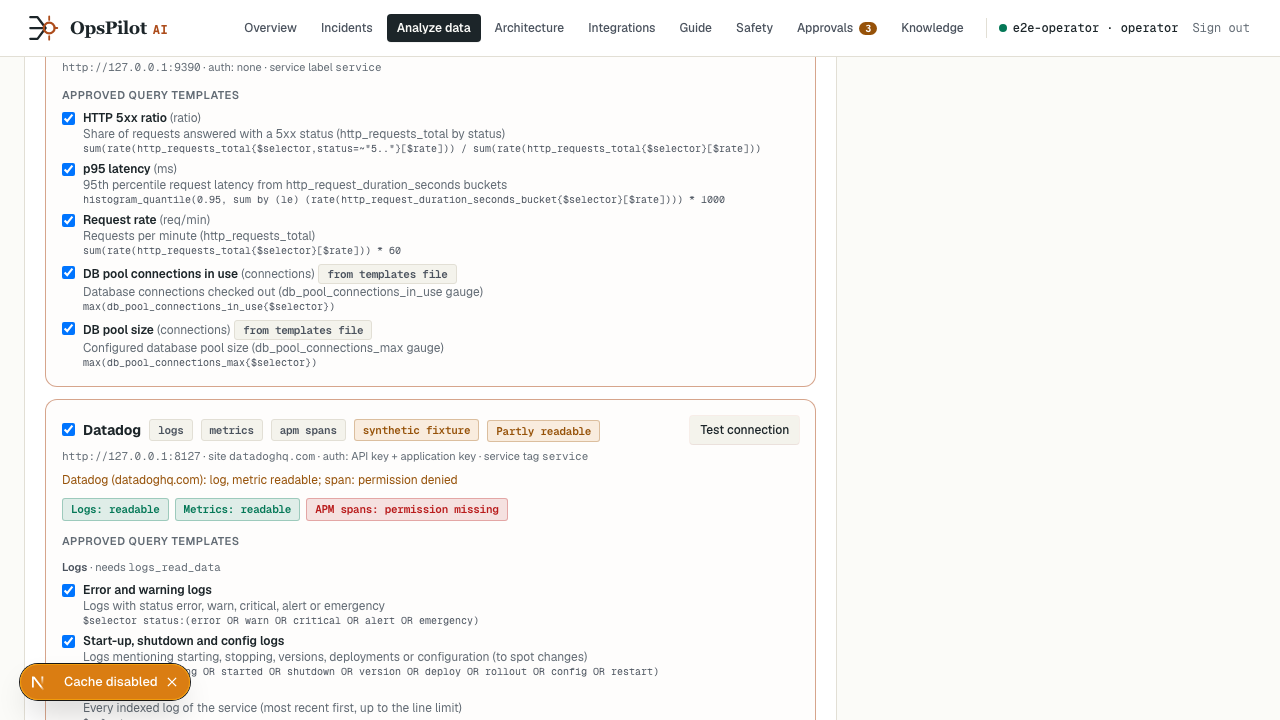 OpsPilot AI
Overview Incidents Analyze data Architecture Integrations Guide Safety Approvals 3 Knowledge e2e-operator · operator Sign out
http://127.0.0.1:9390 · auth: none · service label service
APPROVED QUERY TEMPLATES
HTTP 5xx ratio (ratio)
Share of requests answered with a 5xx status (http_requests_total by status)
sum(rate(http_requests_total{$selector,status=~"5.."}[$rate])) / sum(rate(http_requests_total{$selector}[$rate]))
p95 latency (ms)
95th percentile request latency from http_request_duration_seconds buckets
histogram_quantile(0.95, sum by (le) (rate(http_request_duration_seconds_bucket{$selector}[$rate]))) * 1000
Request rate (req/min)
Requests per minute (http_requests_total)
sum(rate(http_requests_total{$selector}[$rate])) * 60
DB pool connections in use (connections) from templates file
Database connections checked out (db_pool_connections_in_use gauge)
max(db_pool_connections_in_use{$selector})
DB pool size (connections) from templates file
Configured database pool size (db_pool_connections_max gauge)
max(db_pool_connections_max{$selector})
Datadog logs metrics apm spans synthetic fixture Partly readable Test connection
http://127.0.0.1:8127 · site datadoghq.com · auth: API key + application key · service tag service
Datadog (datadoghq.com): log, metric readable; span: permission denied
Logs: readable Metrics: readable APM spans: permission missing
APPROVED QUERY TEMPLATES
Logs · needs logs_read_data
Error and warning logs
Logs with status error, warn, critical, alert or emergency
$selector status:(error OR warn OR critical OR alert OR emergency)
Start-up, shutdown and config logs
Logs mentioning starting, stopping, versions, deployments or configuration (to spot changes)
OR started OR shutdown OR version OR deploy OR rollout OR config OR restart)
Cache disabled
Every indexed log of the service (most recent first, up to the line limit)